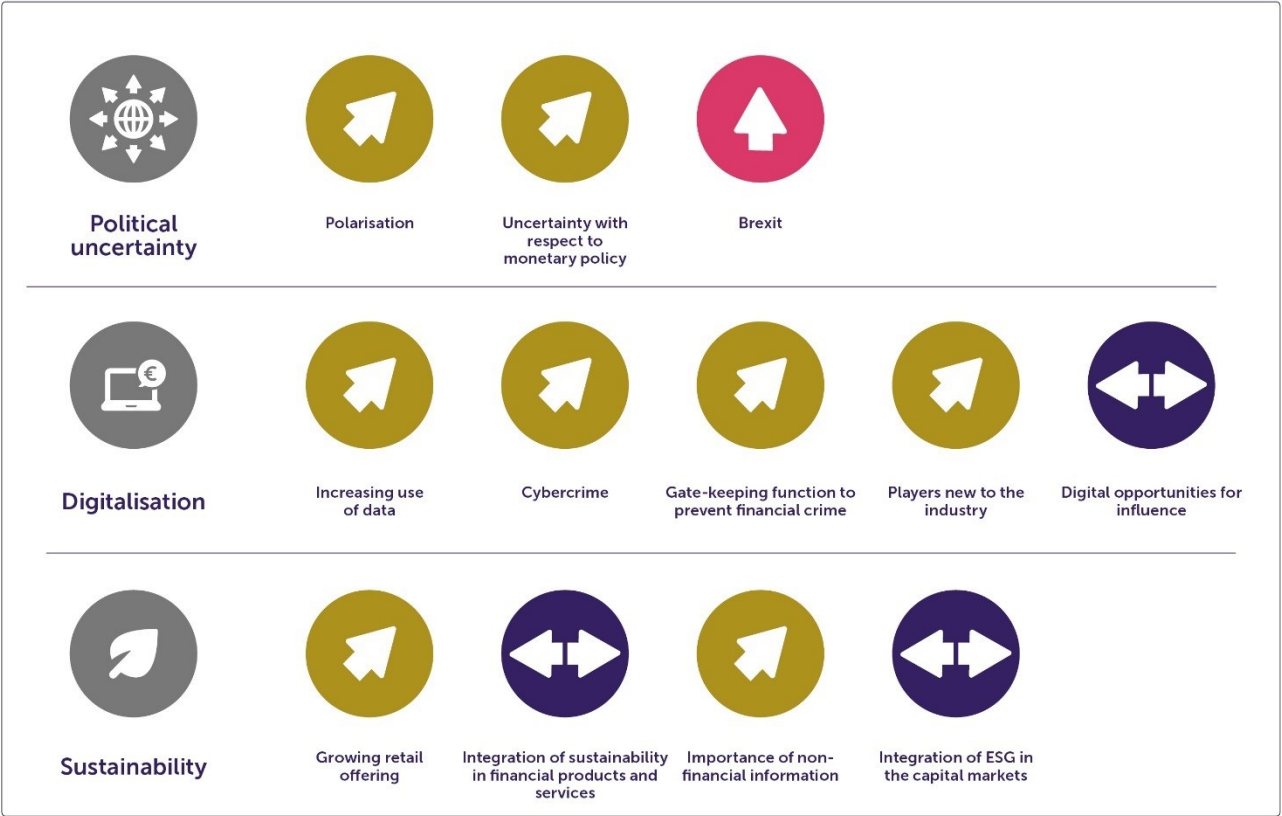 Political
uncertainty
Polarisation
Uncertainty with
respect to
monetary policy
Brexit
€
Digitalisation
Increasing use
of data
Cybercrime
Gate-keeping function to
prevent financial crime
Players new to the
industry
Digital opportunities for
influence
Sustainability
Growing retail
offering
Integration of sustainability
in financial products and
services
Importance of non-
financial information
Integration of ESG in
the capital markets